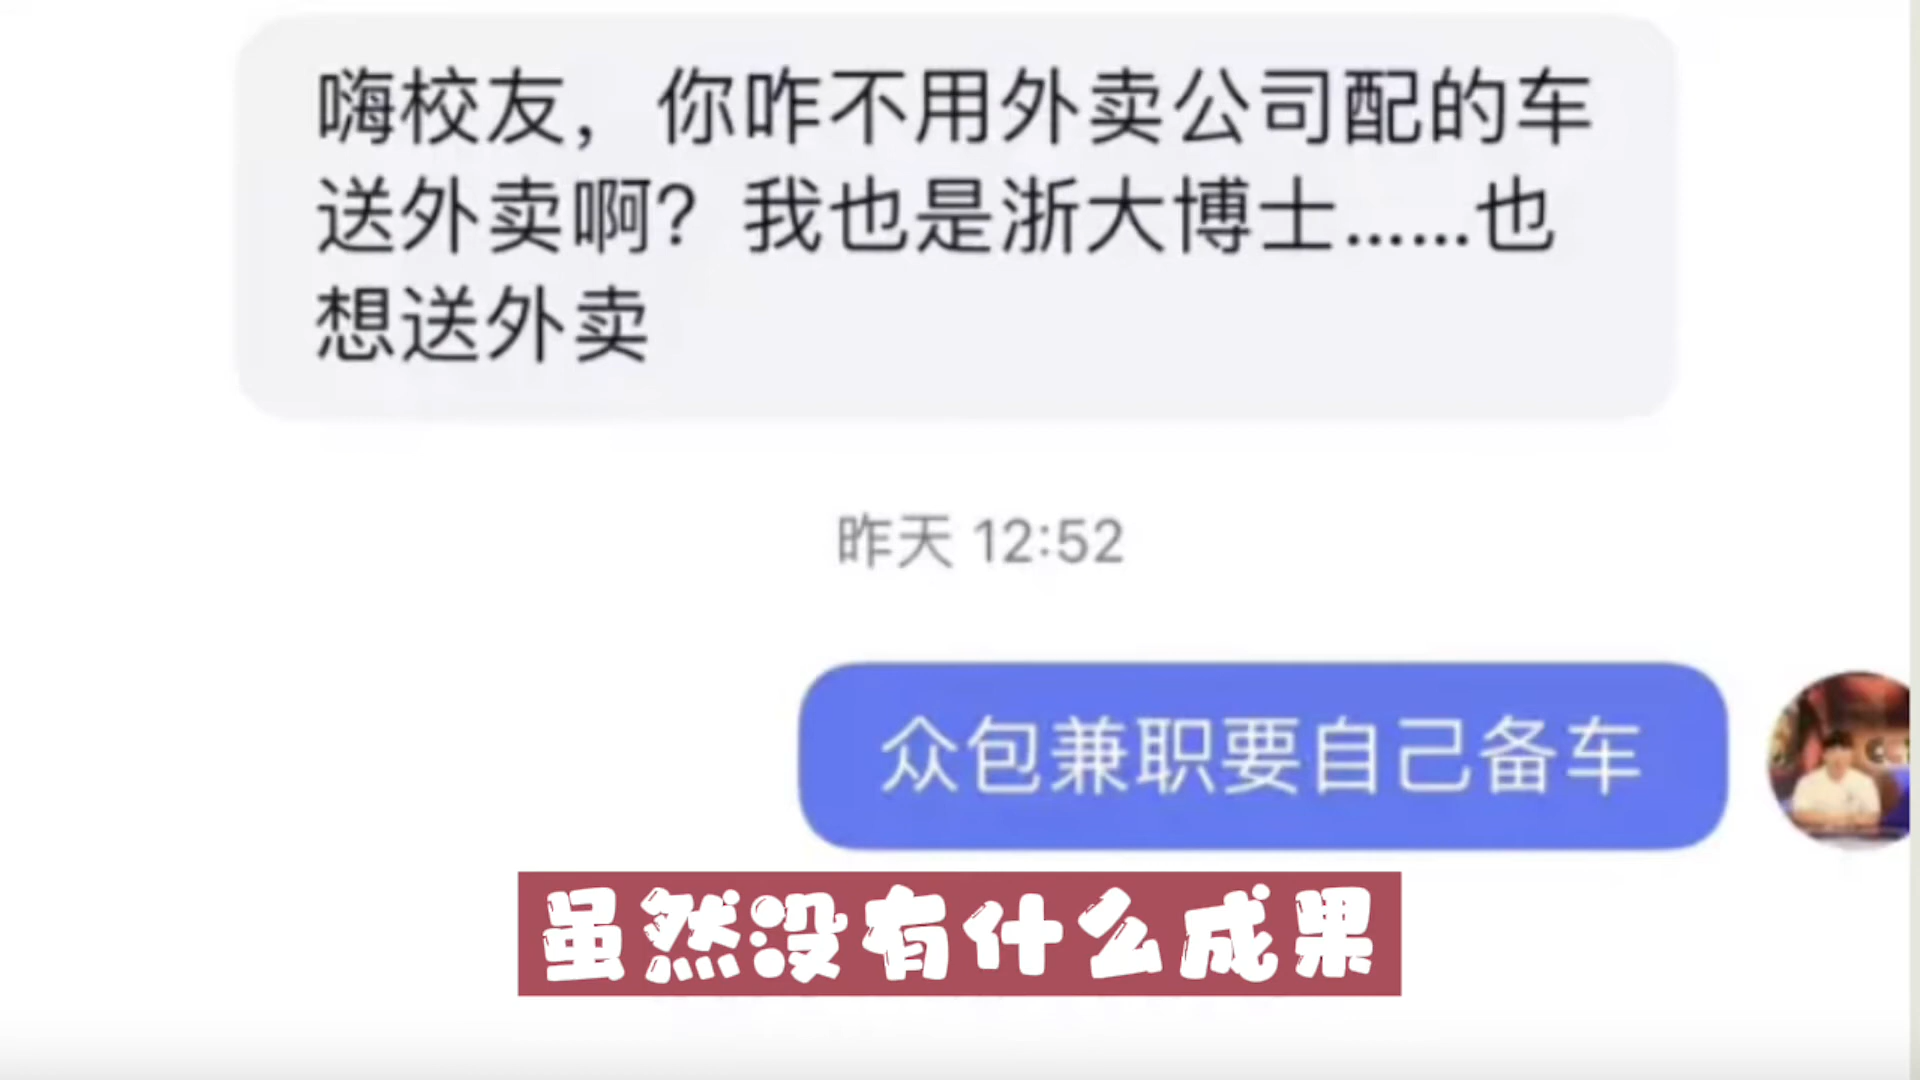 嗨校友，你咋不用外卖公司配的车
送外卖啊？我也是浙大博士……也
想送外卖
昨天 12:52
众包兼职要自己备车
虽然没有什么成果